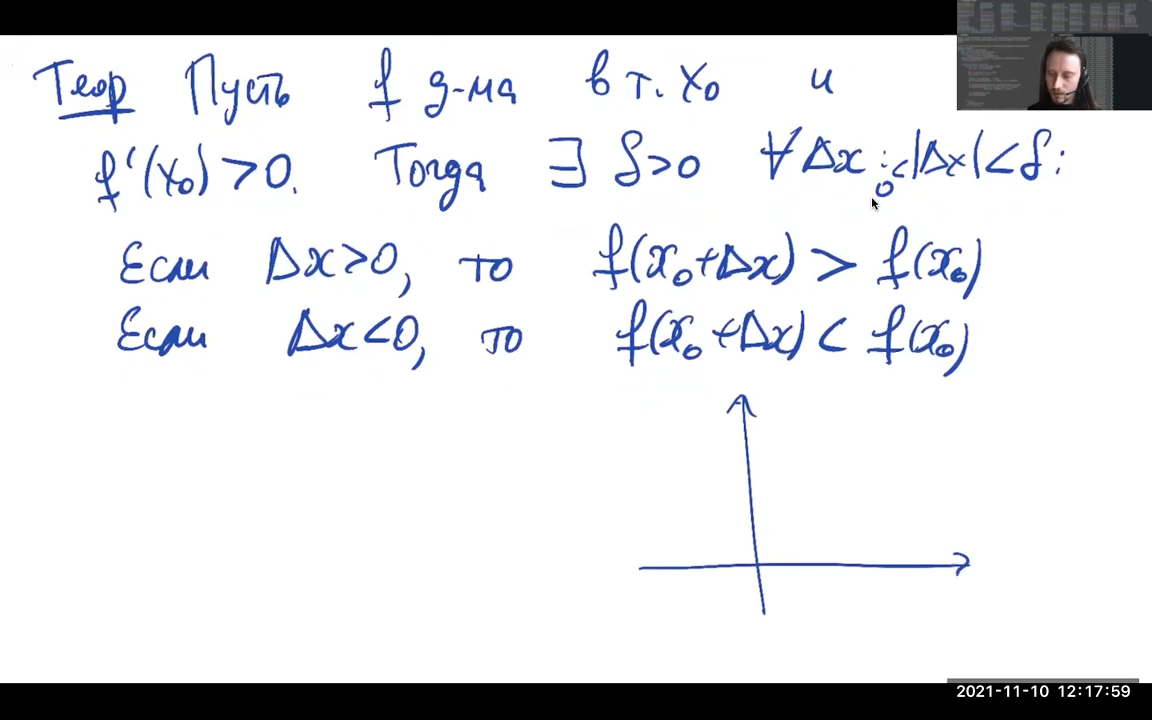 Теор Пусть f д-ма в т. x₀ и
f'(x₀) > 0. Тогда ∃ δ>0 ∀Δx : 0<|Δx|<δ:
Если Δx>0, то f(x₀+Δx) > f(x₀)
Если Δx<0, то f(x₀+Δx) < f(x₀)
2021-11-10 12:17:59